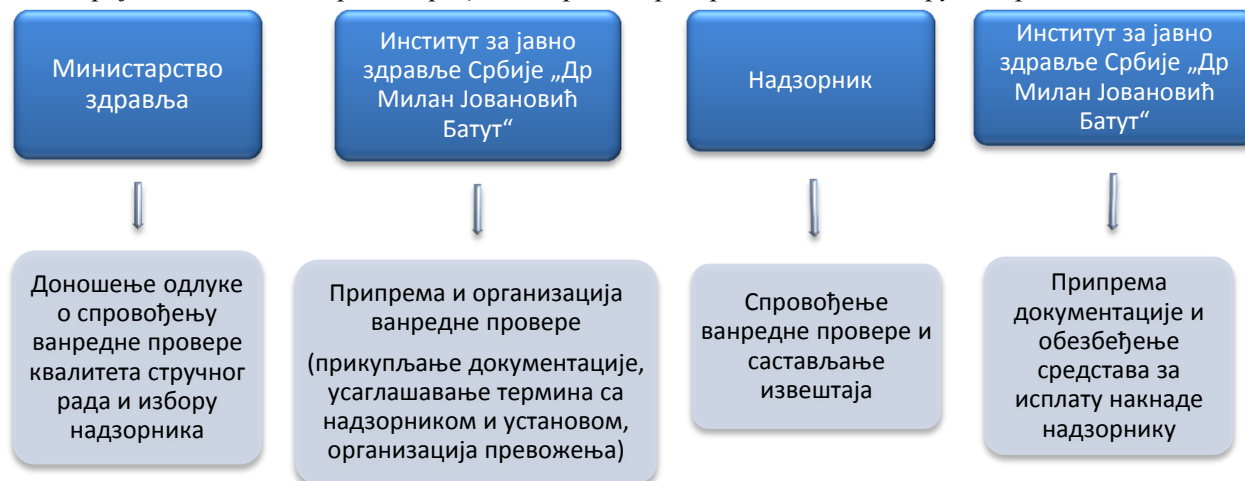 Министарство
здравља
Институт за јавно
здравље Србије „Др
Милан Јовановић
Батут“
Надзорник
Институт за јавно
здравље Србије „Др
Милан Јовановић
Батут“
Доношење одлуке
о спровођењу
ванредне провере
квалитета стручног
рада и избору
надзорника
Припрема и организација
ванредне провере
(прикупљање документације,
усаглашавање термина са
надзорником и установом,
организација превожења)
Спровођење
ванредне провере и
састављање
извештаја
Припрема
документације и
обезбеђење
средстава за
исплату накнаде
надзорнику